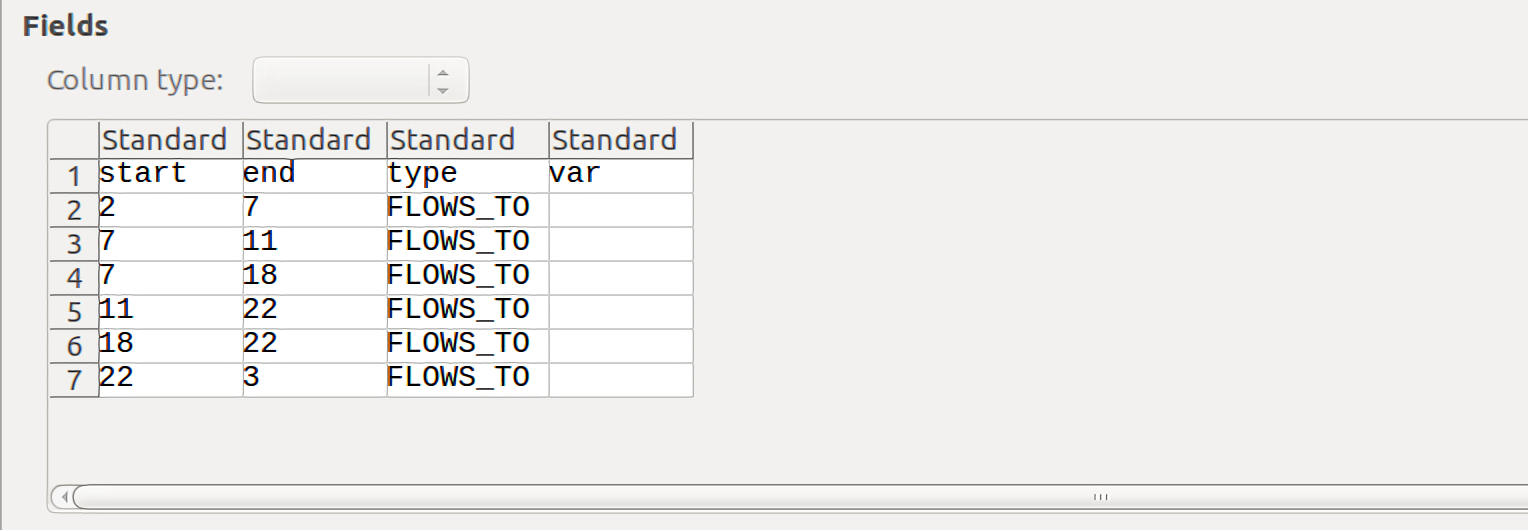 Fields
Column type:
Standard Standard Standard Standard
1 start end type var
2 2 7 FLOWS_TO
3 7 11 FLOWS_TO
4 7 18 FLOWS_TO
5 11 22 FLOWS_TO
6 18 22 FLOWS_TO
7 22 3 FLOWS_TO